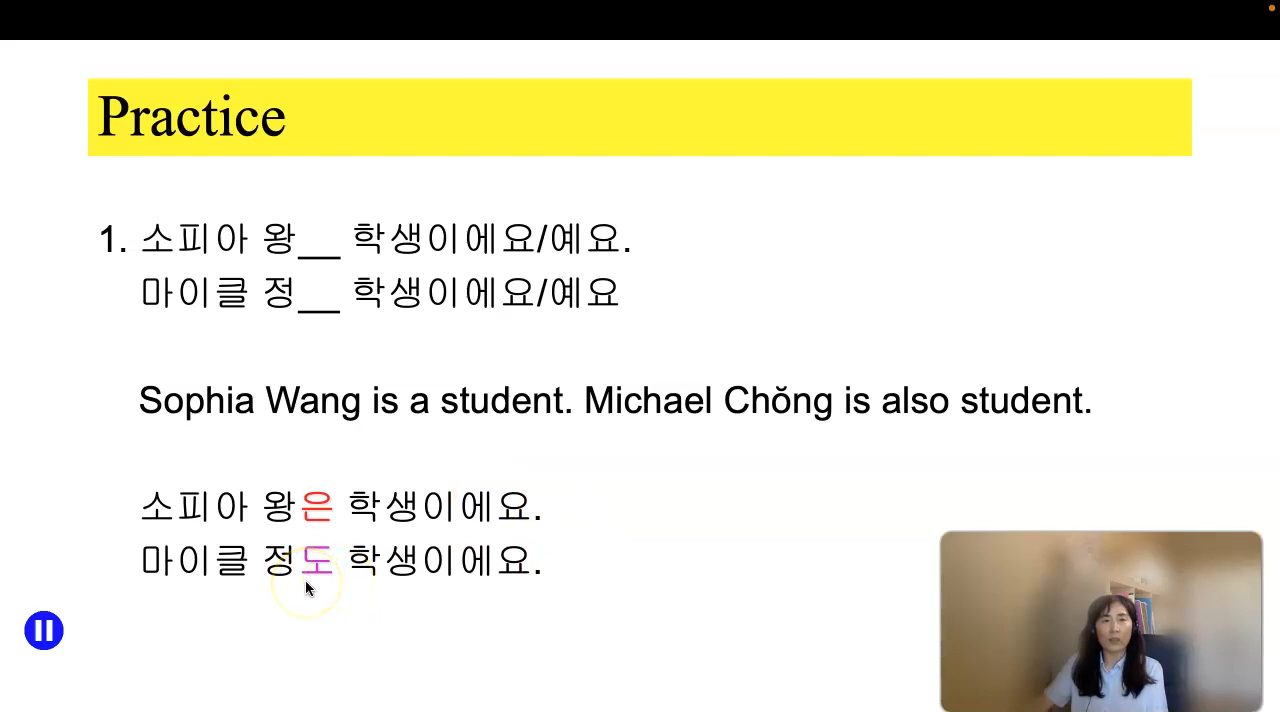 Practice
1. 소피아 왕__ 학생이에요/예요.
마이클 정__ 학생이에요/예요
Sophia Wang is a student. Michael Chŏng is also student.
소피아 왕은 학생이에요.
마이클 정도 학생이에요.